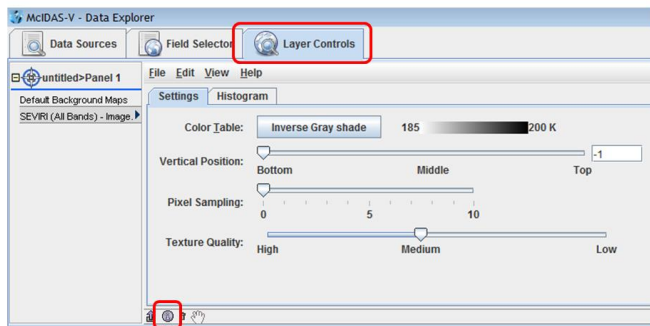 McIDAS-V - Data Explorer
Data Sources Field Selector Layer Controls
untitled>Panel 1
Default Background Maps
SEVIRI (All Bands) - Image.
File Edit View Help
Settings Histogram
Color Table: Inverse Gray shade 185 200 K
Vertical Position: -1
Bottom Middle Top
Pixel Sampling:
0 5 10
Texture Quality:
High Medium Low